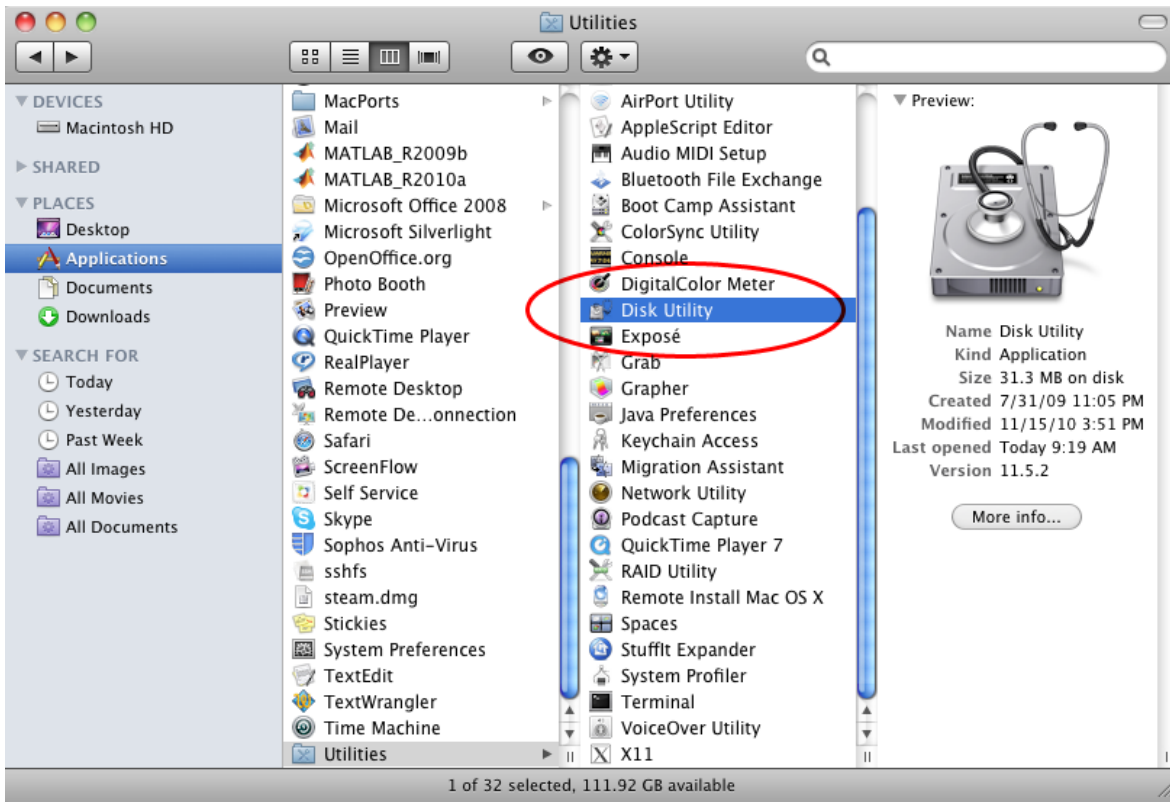 Utilities
DEVICES
Macintosh HD
SHARED
PLACES
Desktop
Applications
Documents
Downloads
SEARCH FOR
Today
Yesterday
Past Week
All Images
All Movies
All Documents
MacPorts
Mail
MATLAB_R2009b
MATLAB_R2010a
Microsoft Office 2008
Microsoft Silverlight
OpenOffice.org
Photo Booth
Preview
QuickTime Player
RealPlayer
Remote Desktop
Remote De...onnection
Safari
ScreenFlow
Self Service
Skype
Sophos Anti-Virus
sshfs
steam.dmg
Stickies
System Preferences
TextEdit
TextWrangler
Time Machine
Utilities
AirPort Utility
AppleScript Editor
Audio MIDI Setup
Bluetooth File Exchange
Boot Camp Assistant
ColorSync Utility
Console
DigitalColor Meter
Disk Utility
Exposé
Grab
Grapher
Java Preferences
Keychain Access
Migration Assistant
Network Utility
Podcast Capture
QuickTime Player 7
RAID Utility
Remote Install Mac OS X
Spaces
StuffIt Expander
System Profiler
Terminal
VoiceOver Utility
X11
Preview:
Name Disk Utility
Kind Application
Size 31.3 MB on disk
Created 7/31/09 11:05 PM
Modified 11/15/10 3:51 PM
Last opened Today 9:19 AM
Version 11.5.2
More info...
1 of 32 selected, 111.92 GB available